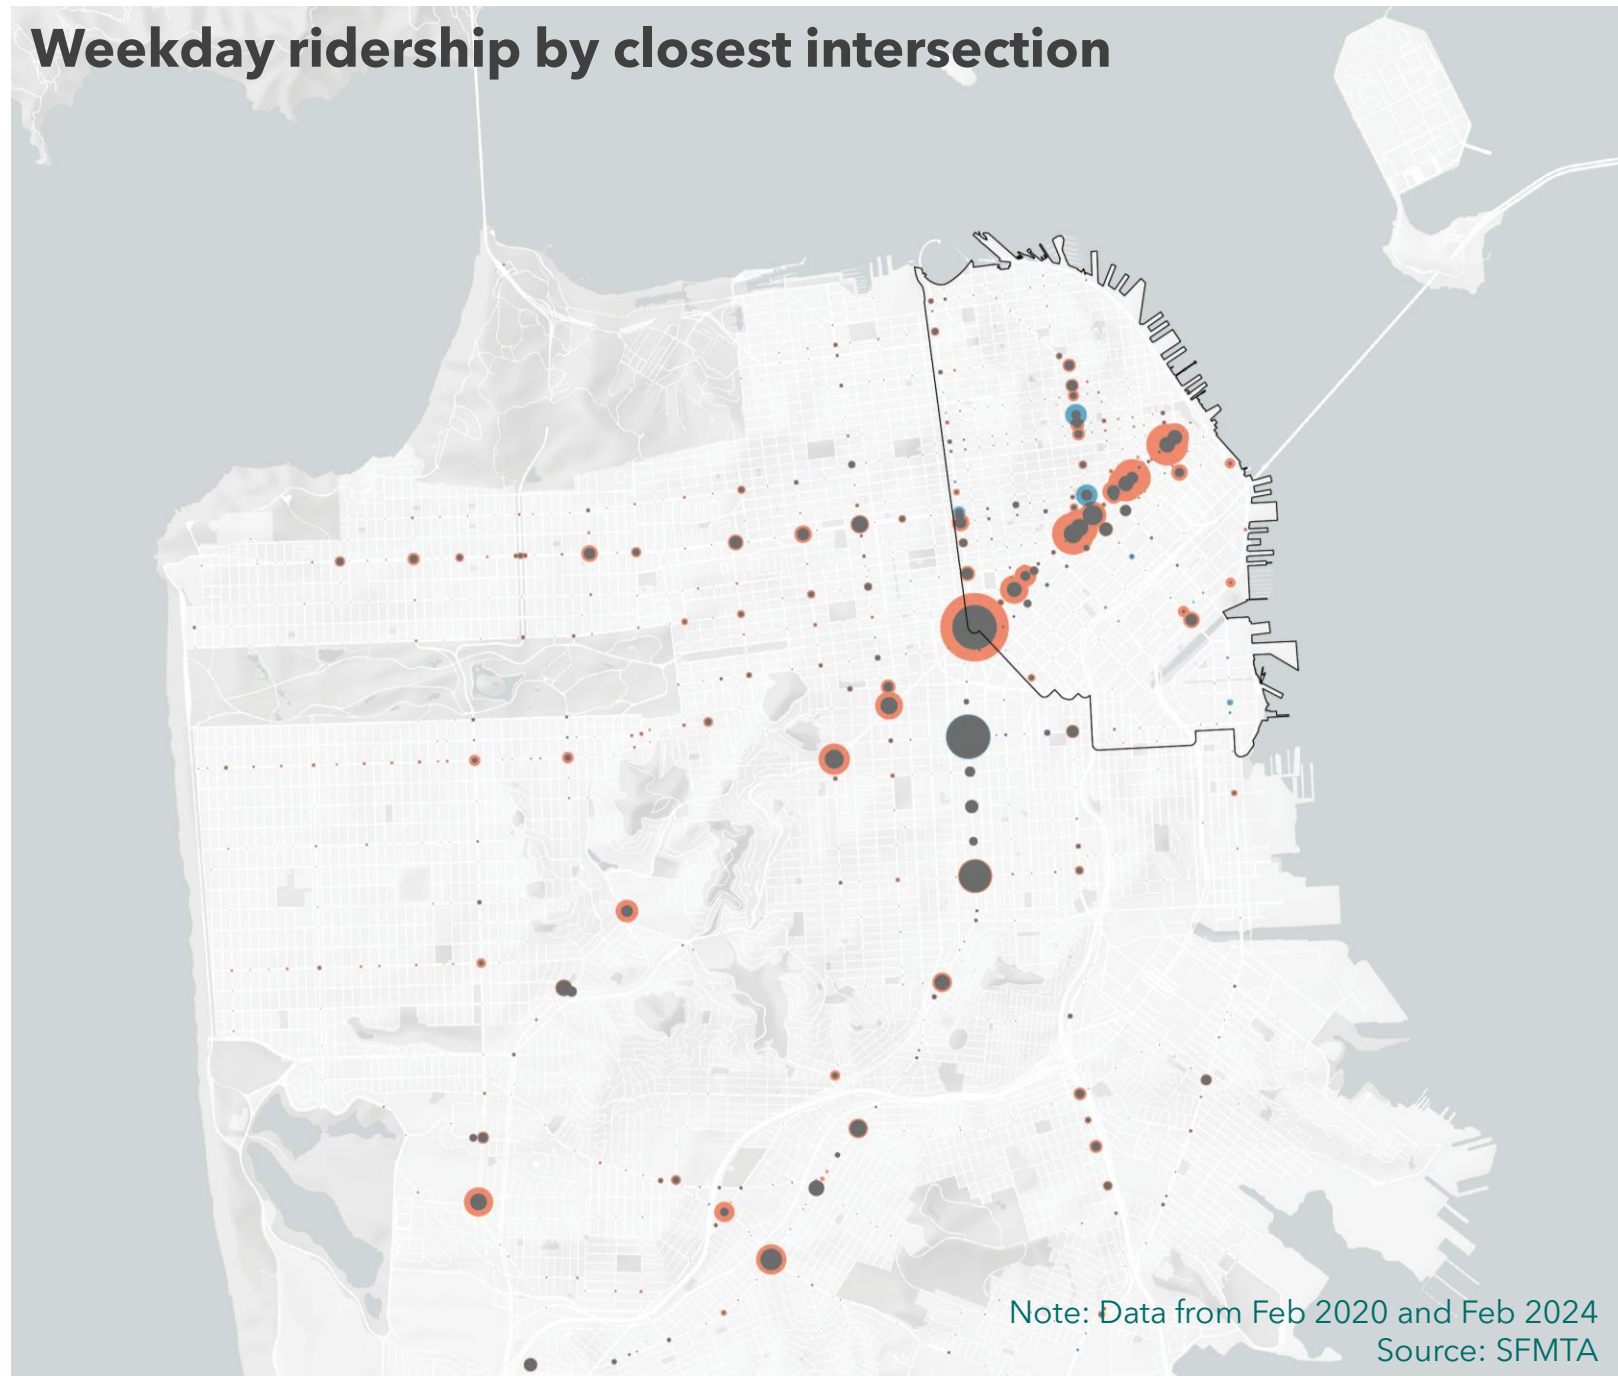 Weekday ridership by closest intersection
Note: Data from Feb 2020 and Feb 2024
Source: SFMTA